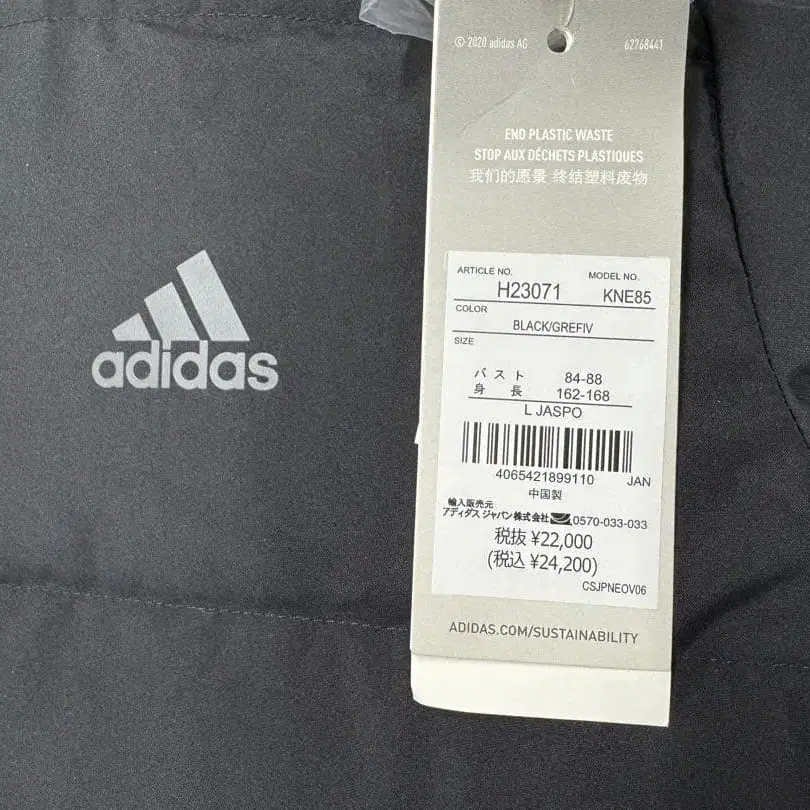 adidas
© 2020 adidas AG 62768441
END PLASTIC WASTE
STOP AUX DÉCHETS PLASTIQUES
我们的愿景 终结塑料废物
ARTICLE NO. MODEL NO.
H23071 KNE85
COLOR
BLACK/GREFIV
SIZE
バスト 84-88
身長 162-168
L JASPO
4065421899110 JAN
中国製
輸入販売元
アディダス ジャパン株式会社 0570-033-033
税抜 ¥22,000
(税込 ¥24,200)
CSJPNEOV06
ADIDAS.COM/SUSTAINABILITY